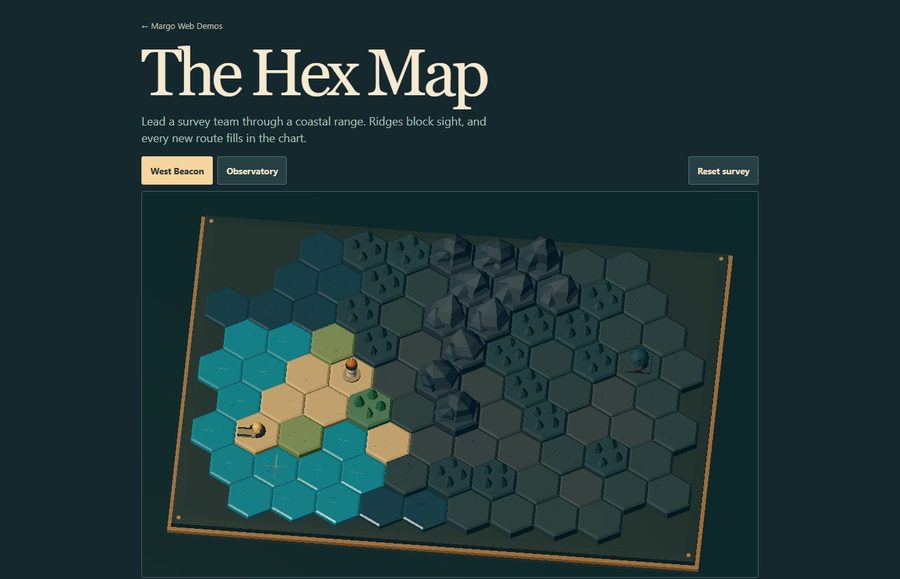 ← Margo Web Demos
The Hex Map
Lead a survey team through a coastal range. Ridges block sight, and
every new route fills in the chart.
West Beacon
Observatory
Reset survey